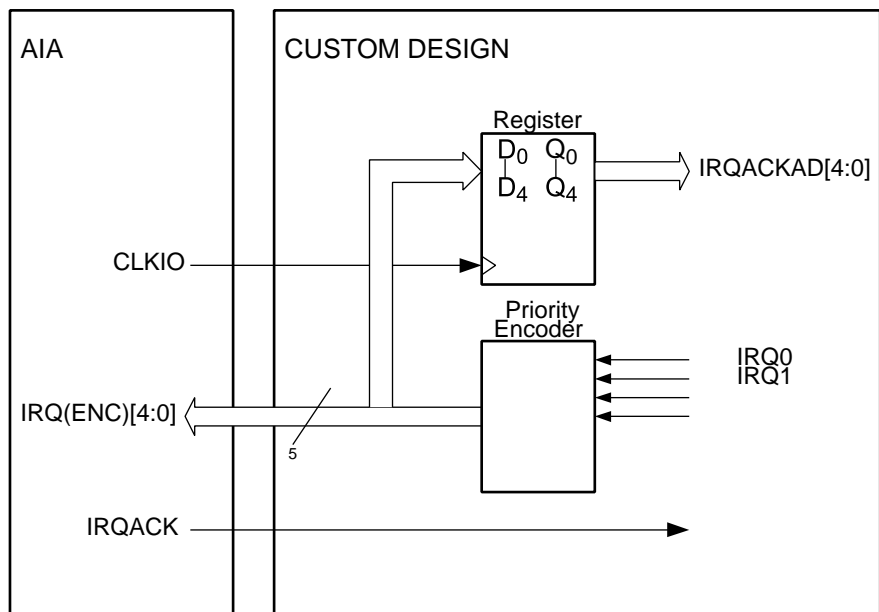 AIA
CUSTOM DESIGN
Register
D0 Q0
D4 Q4
IRQACKAD[4:0]
CLKIO
Priority
Encoder
IRQ0
IRQ1
IRQ(ENC)[4:0]
5
IRQACK